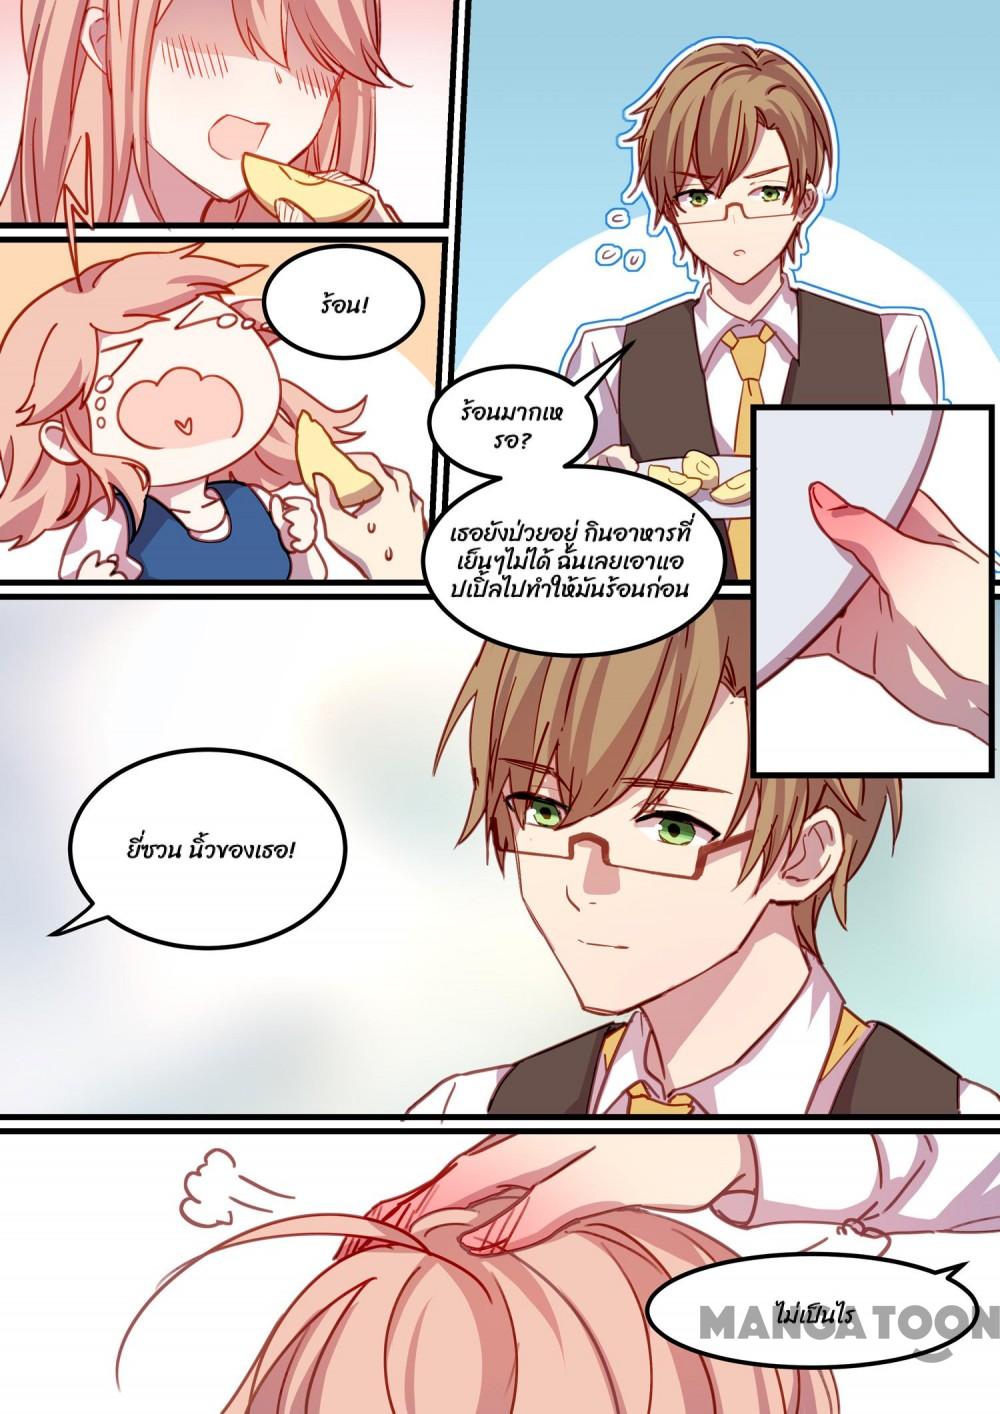 ร้อน!
ร้อนมากเห
รอ?
เธอยังป่วยอยู่ กินอาหารที่
เย็นๆไม่ได้ ฉันเลยเอาแอ
ปเปิ้ลไปทำให้มันร้อนก่อน
ยี่ซวน นิ้วของเธอ!
ไม่เป็นไร
MANGATOON